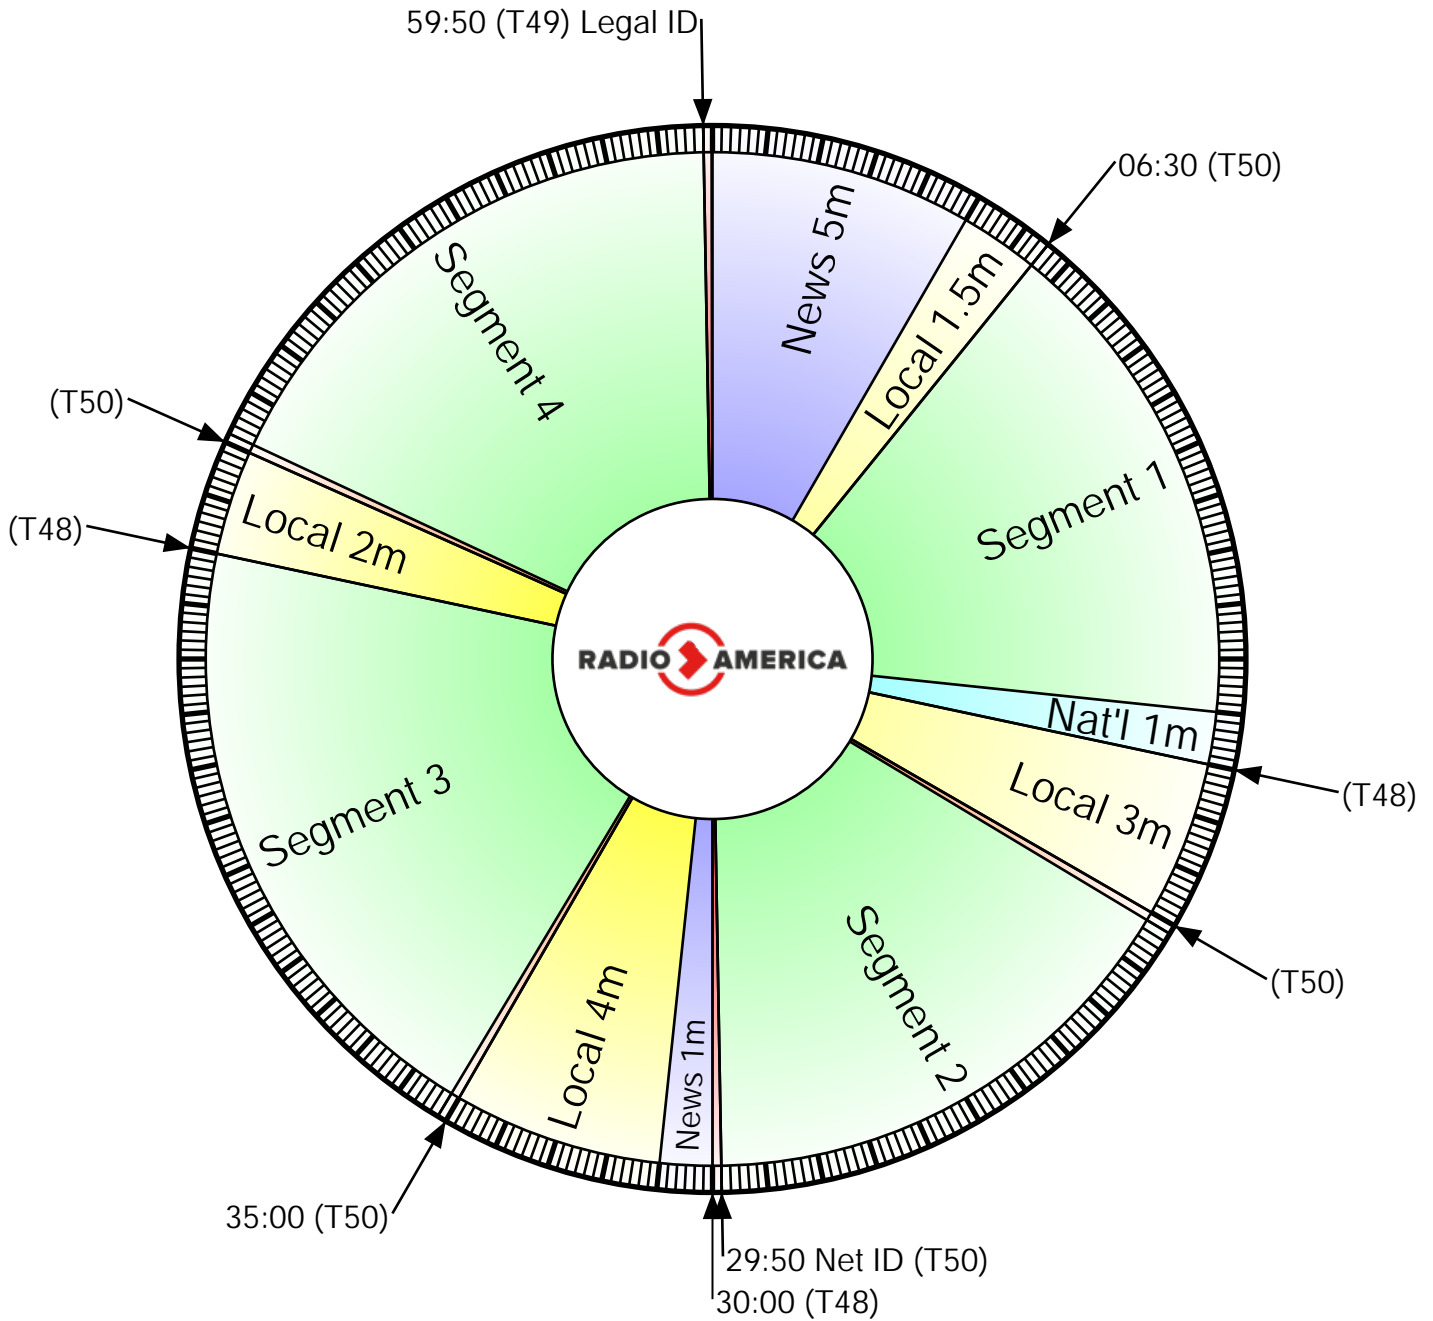 59:50 (T49) Legal ID
News 5m
06:30 (T50)
Local 1.5m
Segment 1
Nat'l 1m
(T48)
Local 3m
(T50)
Segment 2
29:50 Net ID (T50)
30:00 (T48)
News 1m
Local 4m
35:00 (T50)
Segment 3
(T48)
Local 2m
(T50)
Segment 4
RADIO AMERICA